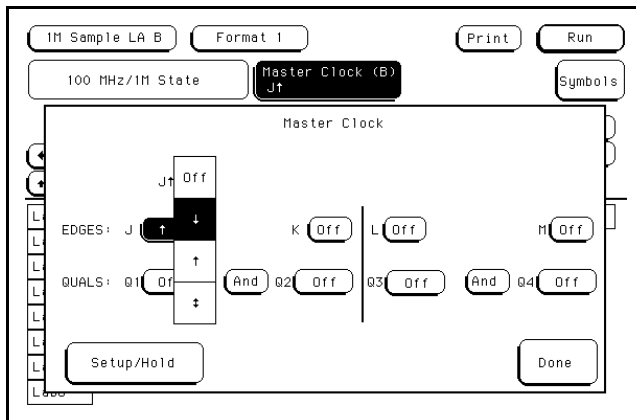 1M Sample LA B Format 1 Print Run
100 MHz/1M State Master Clock (B) Symbols
J↑
Master Clock
J↑ Off
↓
EDGES: J ↑ K Off L Off M Off
↑
QUALS: Q1 Of And Q2 Off Q3 Off And Q4 Off
↕
Setup/Hold Done